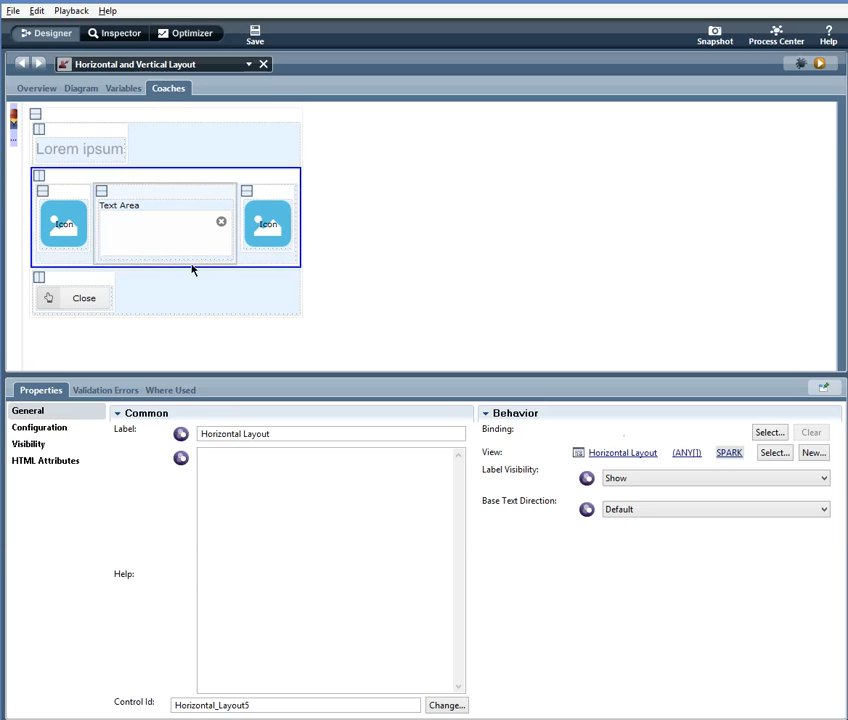 File Edit Playback Help
Designer Inspector Optimizer Save Snapshot Process Center Help
Horizontal and Vertical Layout
Overview Diagram Variables Coaches
Lorem ipsum
Text Area
Icon Icon
Close
Properties Validation Errors Where Used
General
Configuration
Visibility
HTML Attributes
Common
Label: Horizontal Layout
Help:
Control Id: Horizontal_Layout5 Change...
Behavior
Binding: Select... Clear
View: Horizontal Layout (ANY[]) SPARK Select... New...
Label Visibility: Show
Base Text Direction: Default